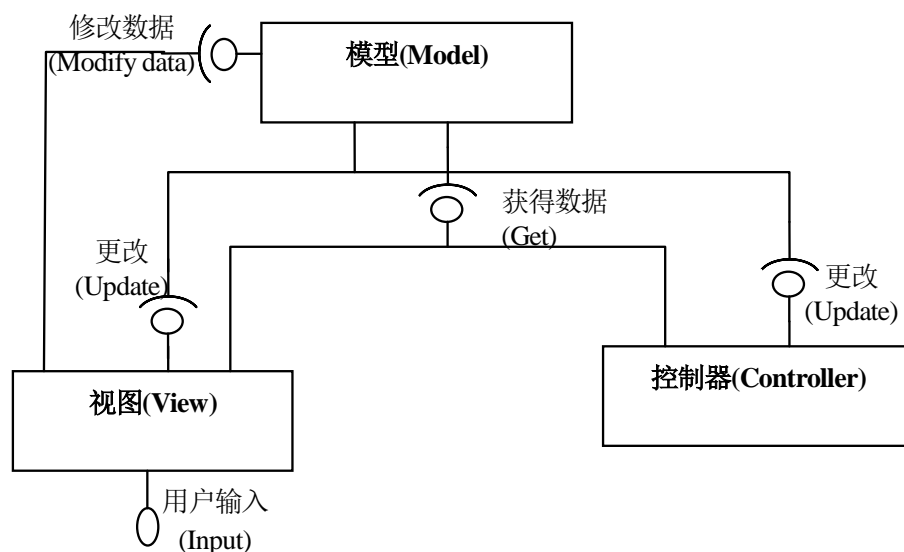 修改数据
(Modify data)
模型(Model)
获得数据
(Get)
更改
(Update)
更改
(Update)
控制器(Controller)
视图(View)
用户输入
(Input)